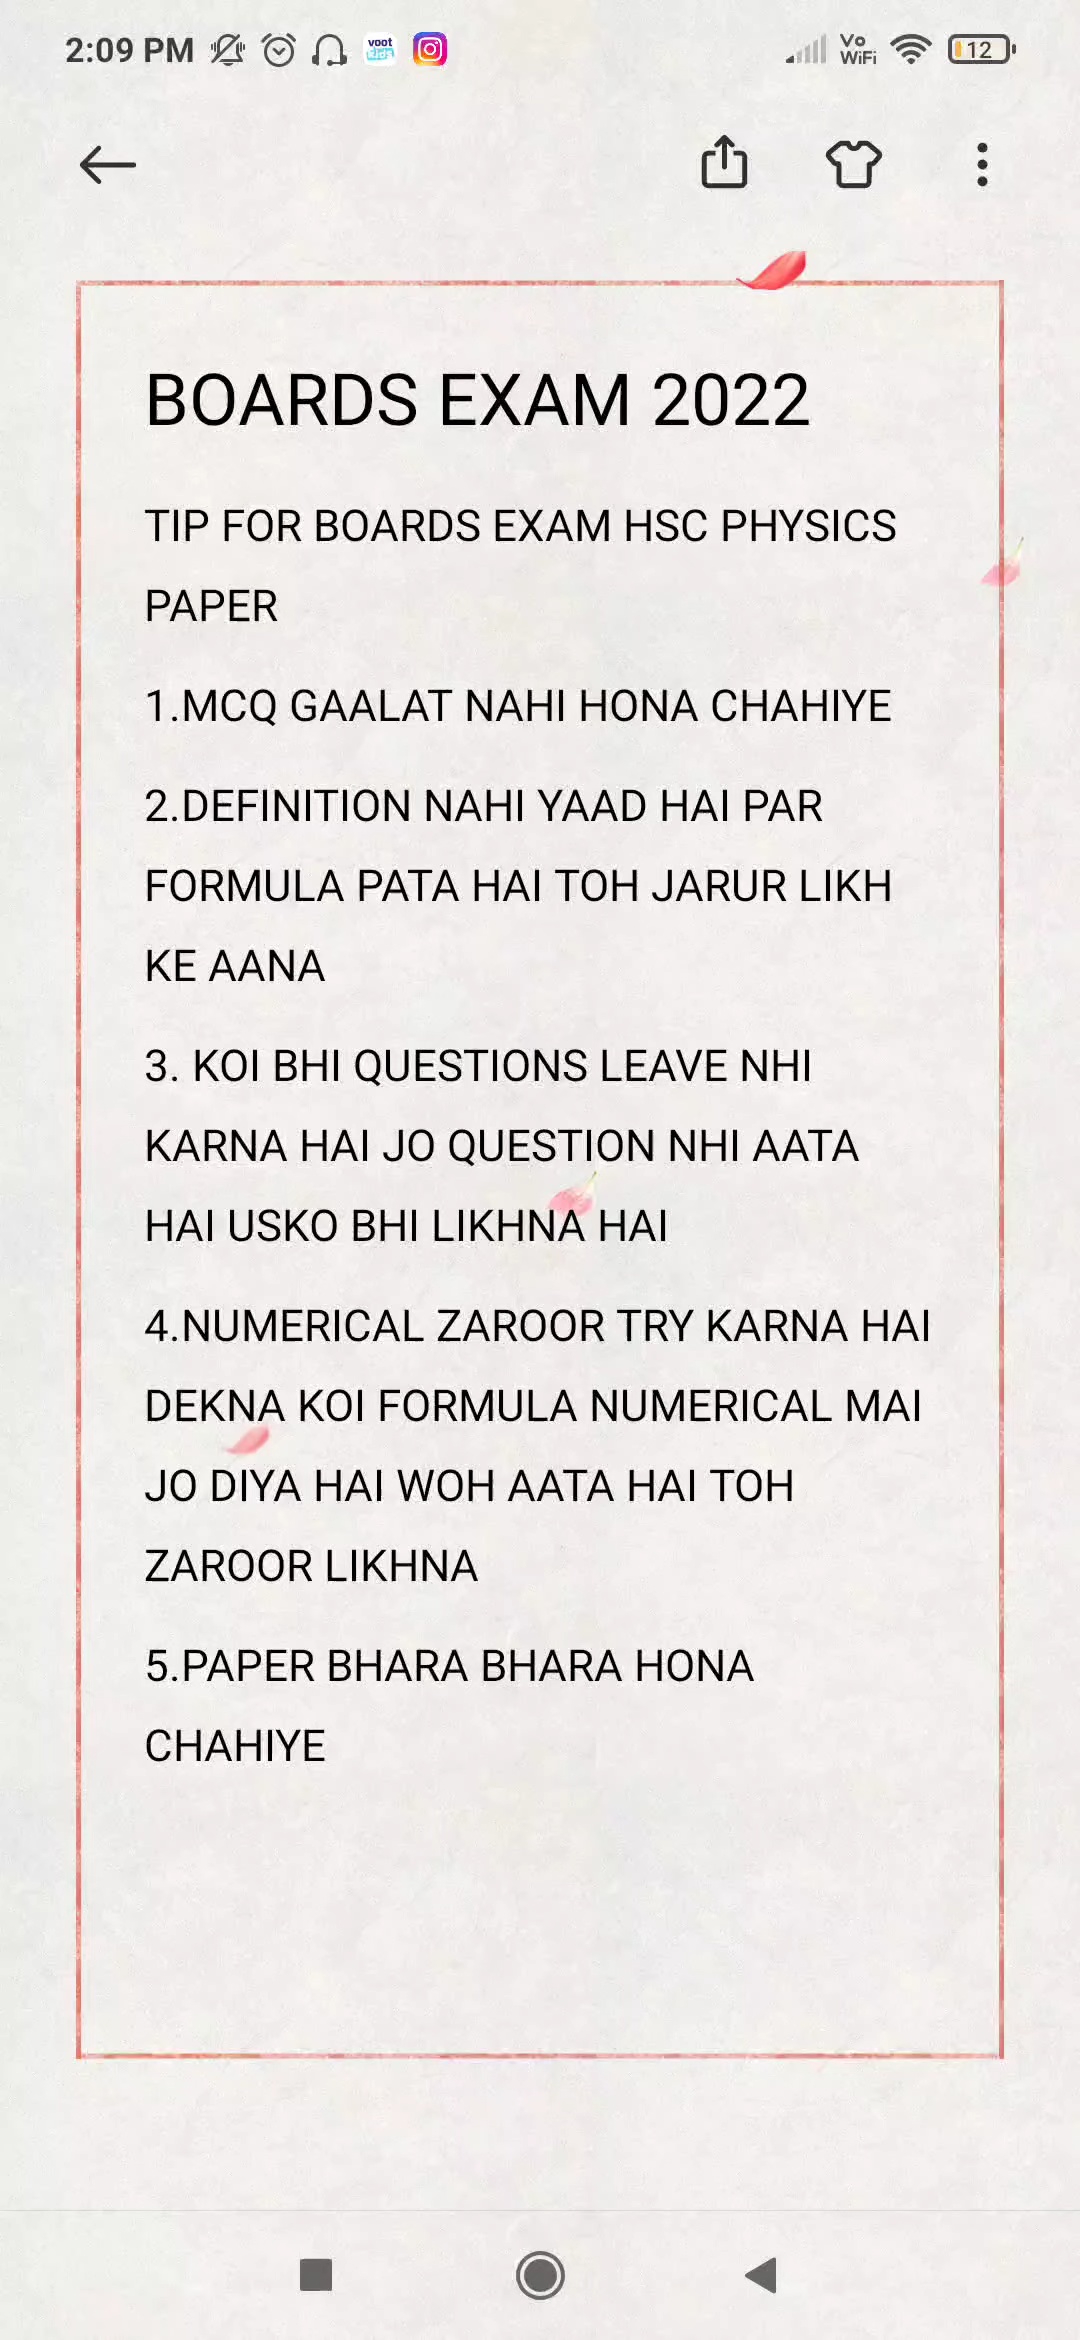 2:09 PM
voot
kids
Vo
WiFi
12
BOARDS EXAM 2022
TIP FOR BOARDS EXAM HSC PHYSICS
PAPER
1.MCQ GAALAT NAHI HONA CHAHIYE
2.DEFINITION NAHI YAAD HAI PAR
FORMULA PATA HAI TOH JARUR LIKH
KE AANA
3. KOI BHI QUESTIONS LEAVE NHI
KARNA HAI JO QUESTION NHI AATA
HAI USKO BHI LIKHNA HAI
4.NUMERICAL ZAROOR TRY KARNA HAI
DEKNA KOI FORMULA NUMERICAL MAI
JO DIYA HAI WOH AATA HAI TOH
ZAROOR LIKHNA
5.PAPER BHARA BHARA HONA
CHAHIYE